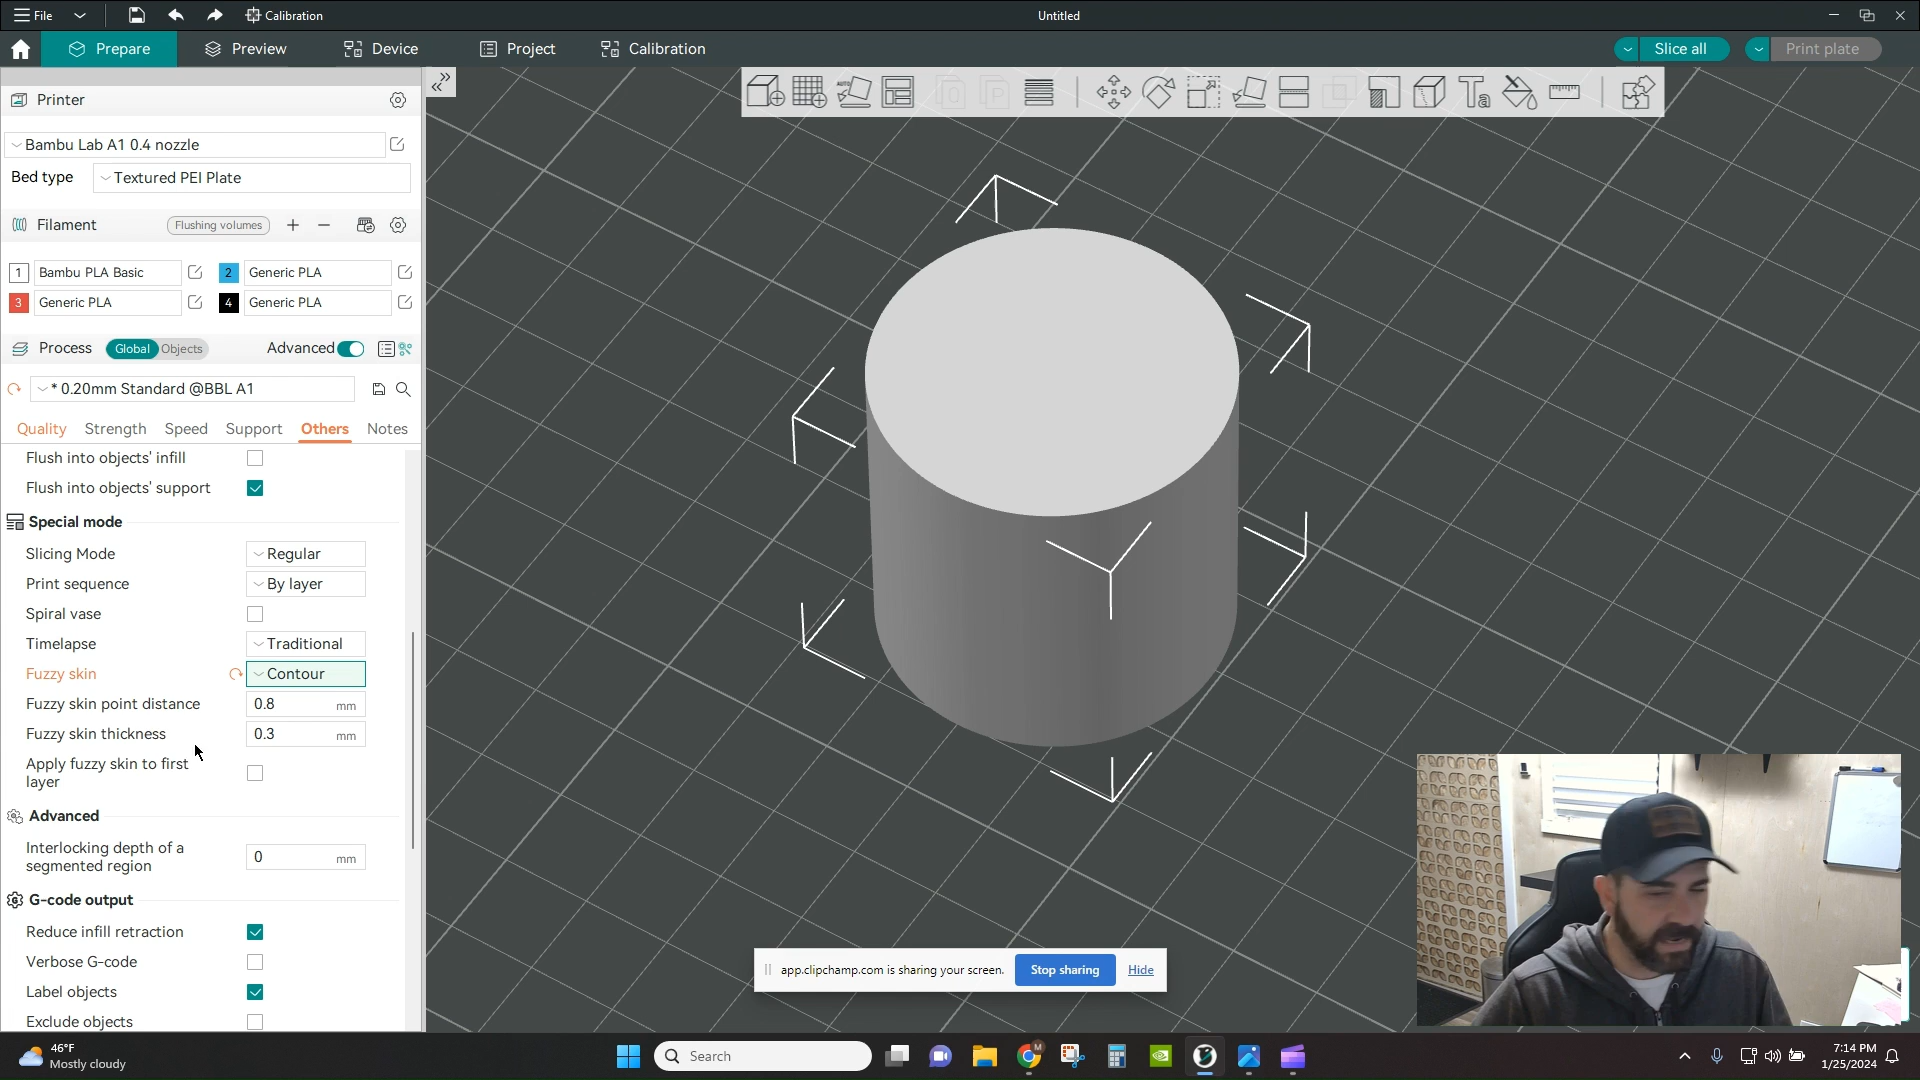 File
Calibration
Untitled
Prepare
Preview
Device
Project
Calibration
Slice all
Print plate
Printer
Bambu Lab A1 0.4 nozzle
Bed type
Textured PEI Plate
Filament
Flushing volumes
1
Bambu PLA Basic
2
Generic PLA
3
Generic PLA
4
Generic PLA
Process
Global
Objects
Advanced
* 0.20mm Standard @BBL A1
Quality
Strength
Speed
Support
Others
Notes
Flush into objects' infill
Flush into objects' support
Special mode
Slicing Mode
Regular
Print sequence
By layer
Spiral vase
Timelapse
Traditional
Fuzzy skin
Contour
Fuzzy skin point distance
0.8 mm
Fuzzy skin thickness
0.3 mm
Apply fuzzy skin to first
layer
Advanced
Interlocking depth of a
segmented region
0 mm
G-code output
Reduce infill retraction
Verbose G-code
Label objects
Exclude objects
app.clipchamp.com is sharing your screen.
Stop sharing
Hide
46°F
Mostly cloudy
Search
7:14 PM
1/25/2024